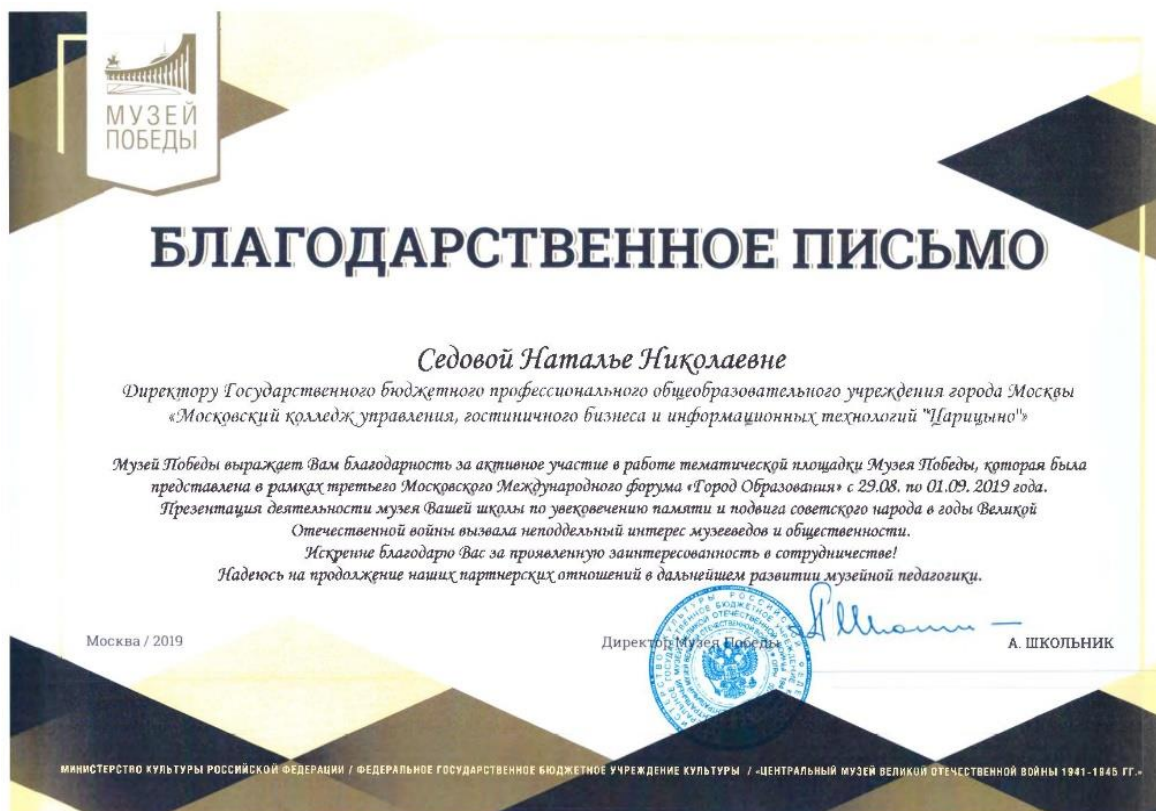 МУЗЕЙ
ПОБЕДЫ
БЛАГОДАРСТВЕННОЕ ПИСЬМО
Седовой Наталье Николаевне
Директору Государственного бюджетного профессионального общеобразовательного учреждения города Москвы
«Московский колледж управления, гостиничного бизнеса и информационных технологий "Царицыно"»
Музей Победы выражает Вам благодарность за активное участие в работе тематической площадки Музея Победы, которая была
представлена в рамках третьего Московского Международного форума «Город Образования» с 29.08. по 01.09. 2019 года.
Презентация деятельности музея Вашей школы по увековечению памяти и подвига советского народа в годы Великой
Отечественной войны вызвала неподдельный интерес музееведов и общественности.
Искренне благодарю Вас за проявленную заинтересованность в сотрудничестве!
Надеюсь на продолжение наших партнерских отношений в дальнейшем развитии музейной педагогики.
Москва / 2019
Директор Музея Победы
А. ШКОЛЬНИК
МИНИСТЕРСТВО КУЛЬТУРЫ РОССИЙСКОЙ ФЕДЕРАЦИИ / ФЕДЕРАЛЬНОЕ ГОСУДАРСТВЕННОЕ БЮДЖЕТНОЕ УЧРЕЖДЕНИЕ КУЛЬТУРЫ / «ЦЕНТРАЛЬНЫЙ МУЗЕЙ ВЕЛИКОЙ ОТЕЧЕСТВЕННОЙ ВОЙНЫ 1941-1945 ГГ.»